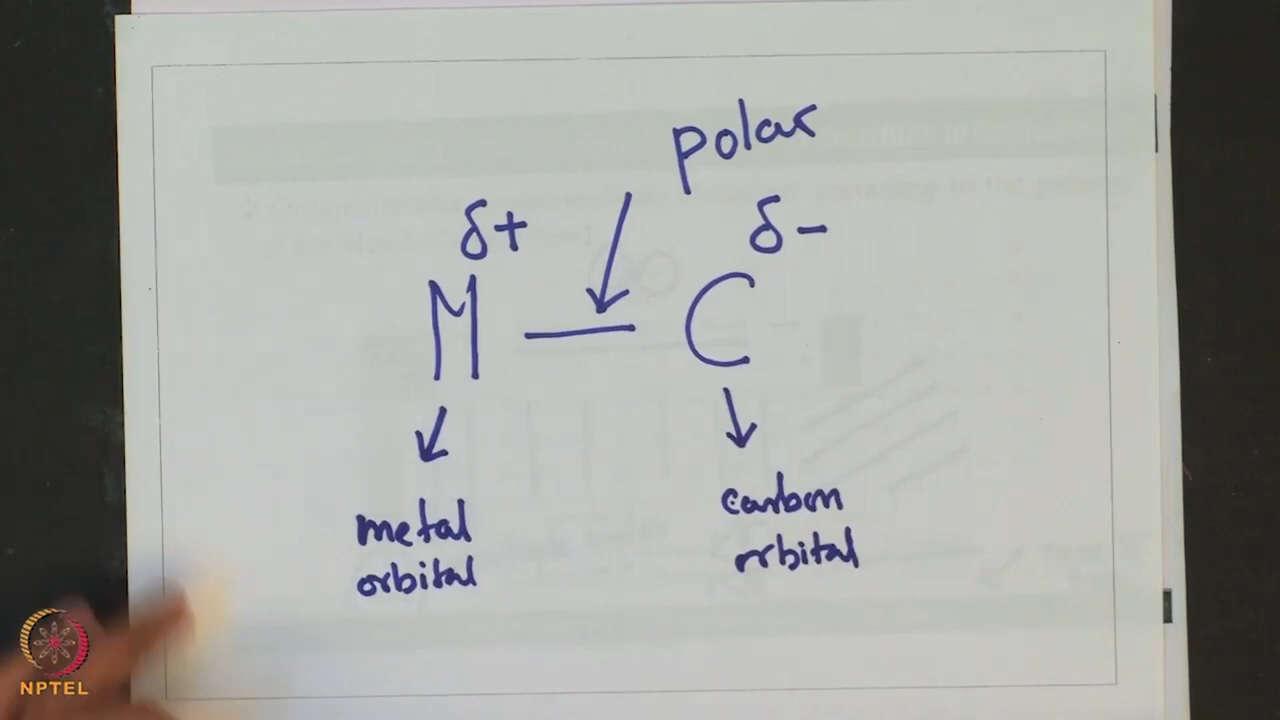 polar
δ+ δ-
M — C
metal
orbital
carbon
orbital
NPTEL